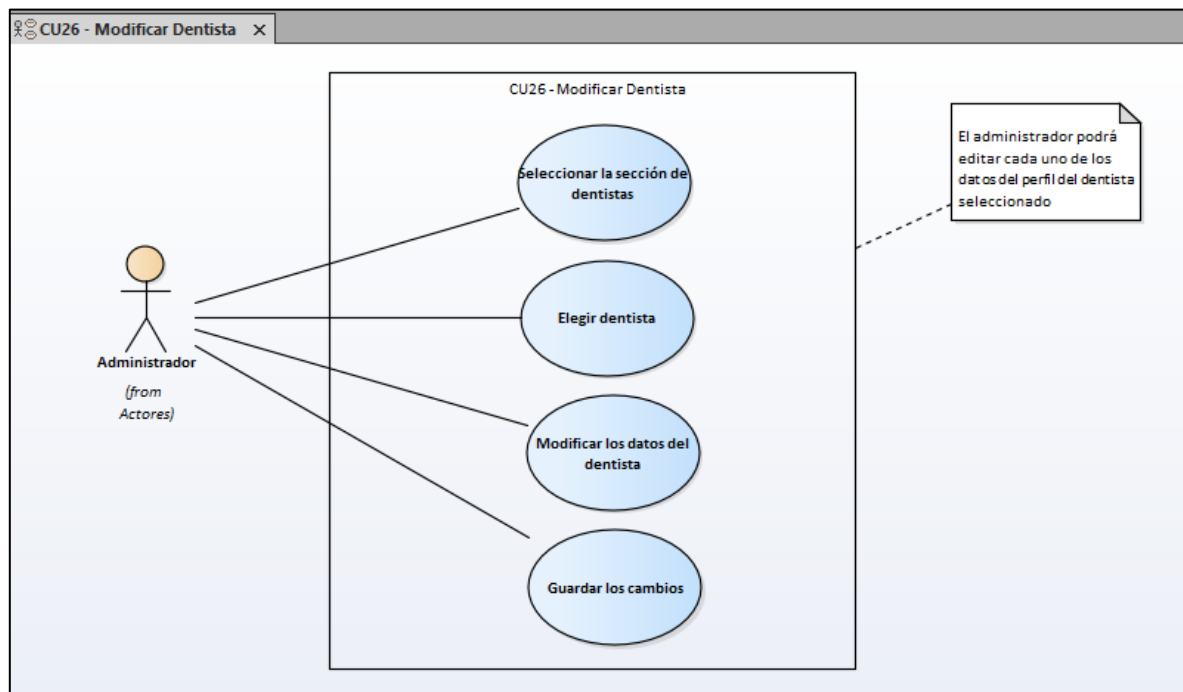 CU26 - Modificar Dentista
CU26 - Modificar Dentista
Seleccionar la sección de
dentistas
El administrador podrá
editar cada uno de los
datos del perfil del dentista
seleccionado
Elegir dentista
Administrador
(from
Actores)
Modificar los datos del
dentista
Guardar los cambios